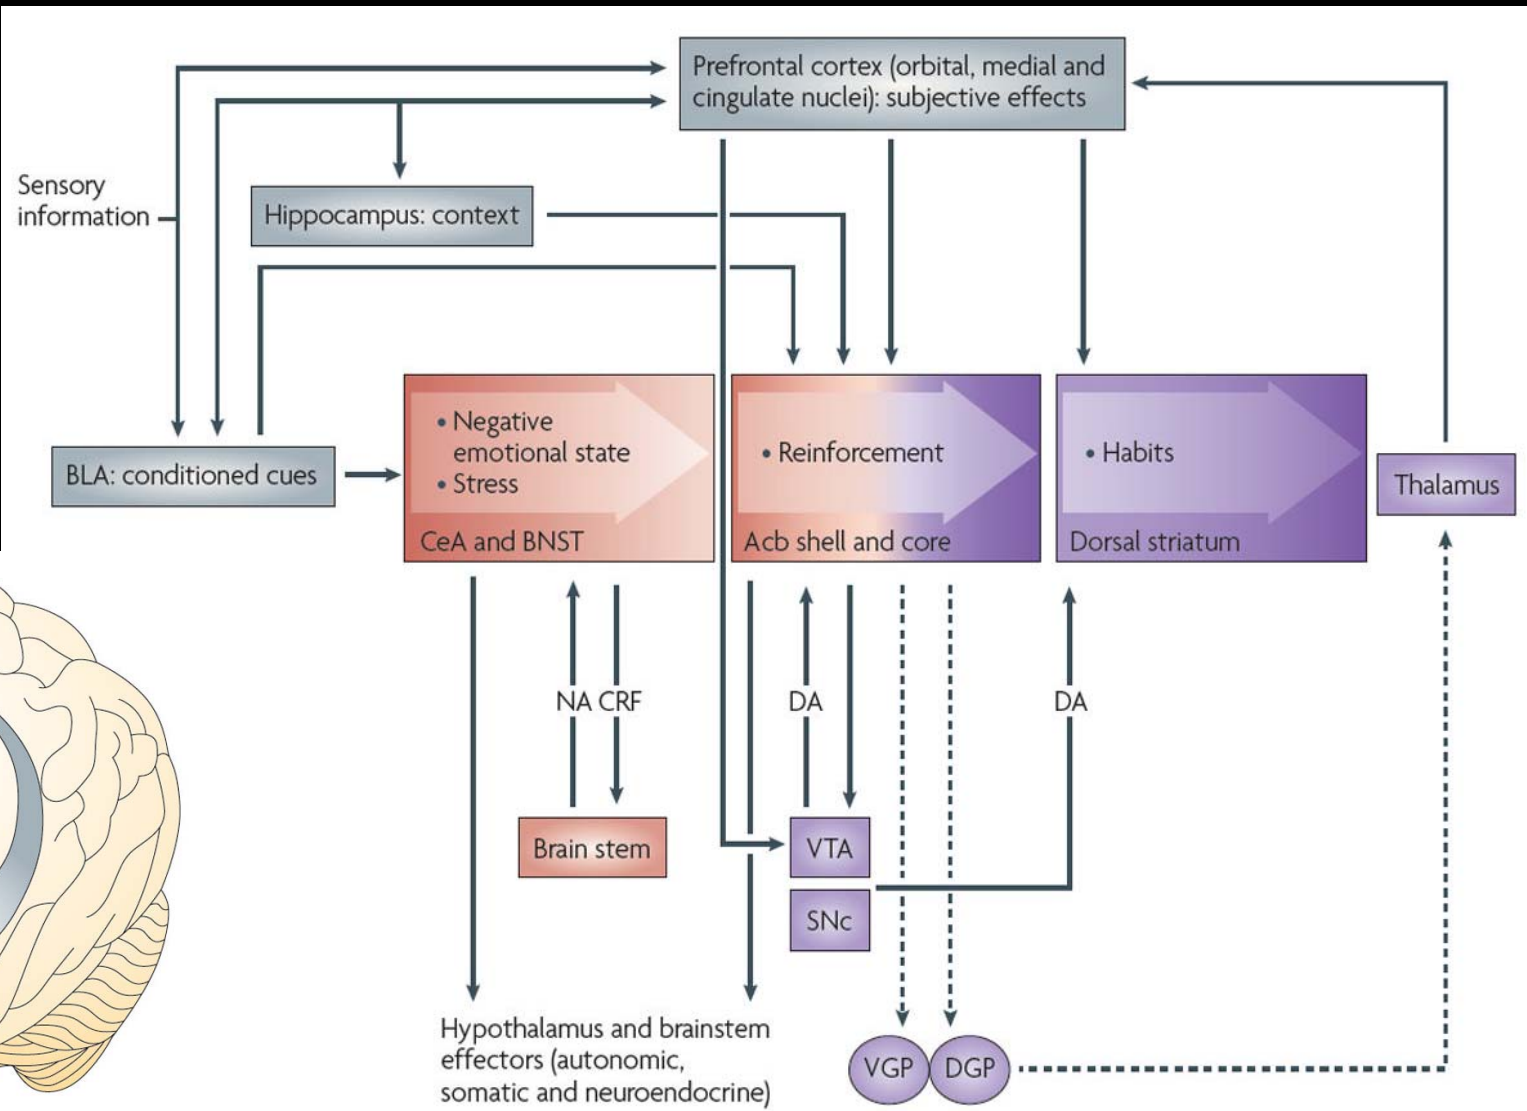 Prefrontal cortex (orbital, medial and
cingulate nuclei): subjective effects
Sensory
information
Hippocampus: context
BLA: conditioned cues
• Negative
emotional state
• Stress
CeA and BNST
• Reinforcement
Acb shell and core
• Habits
Dorsal striatum
Thalamus
NA CRF
DA
DA
Brain stem
VTA
SNc
Hypothalamus and brainstem
effectors (autonomic,
somatic and neuroendocrine)
VGP
DGP